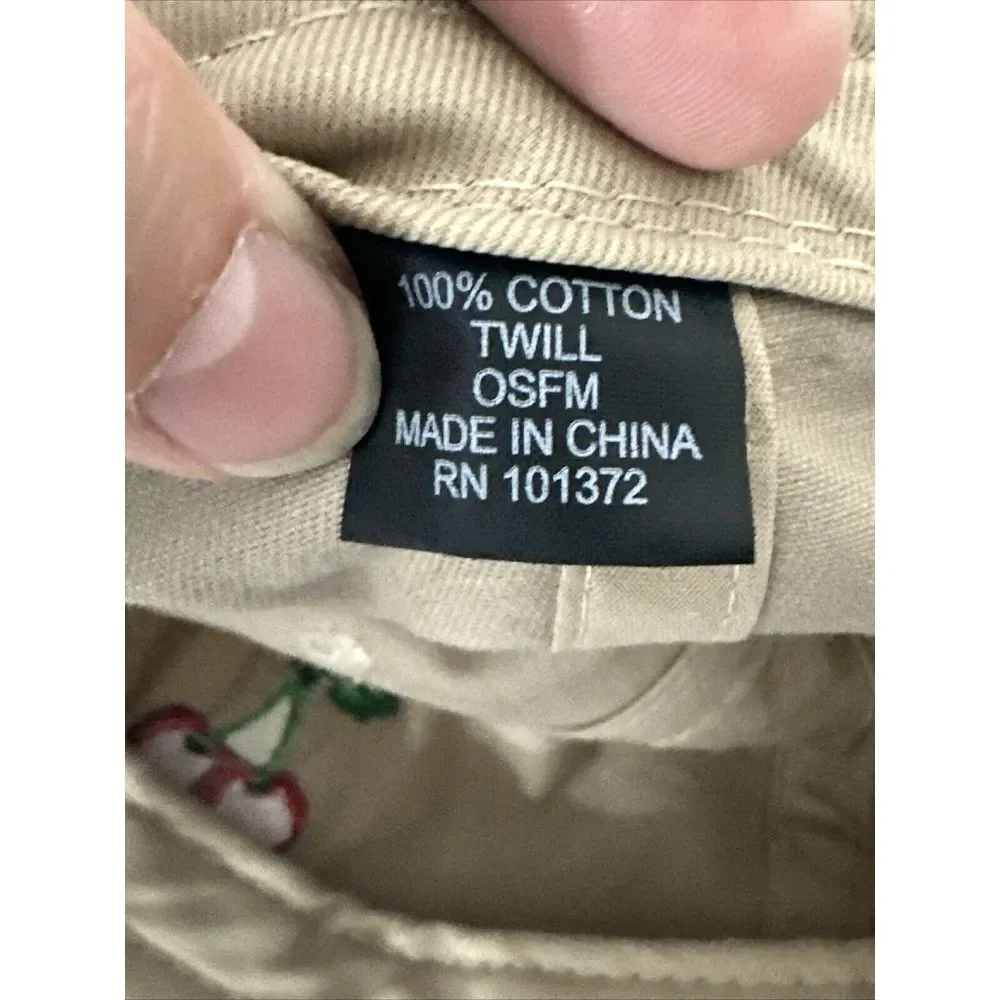 100% COTTON
TWILL
OSFM
MADE IN CHINA
RN 101372